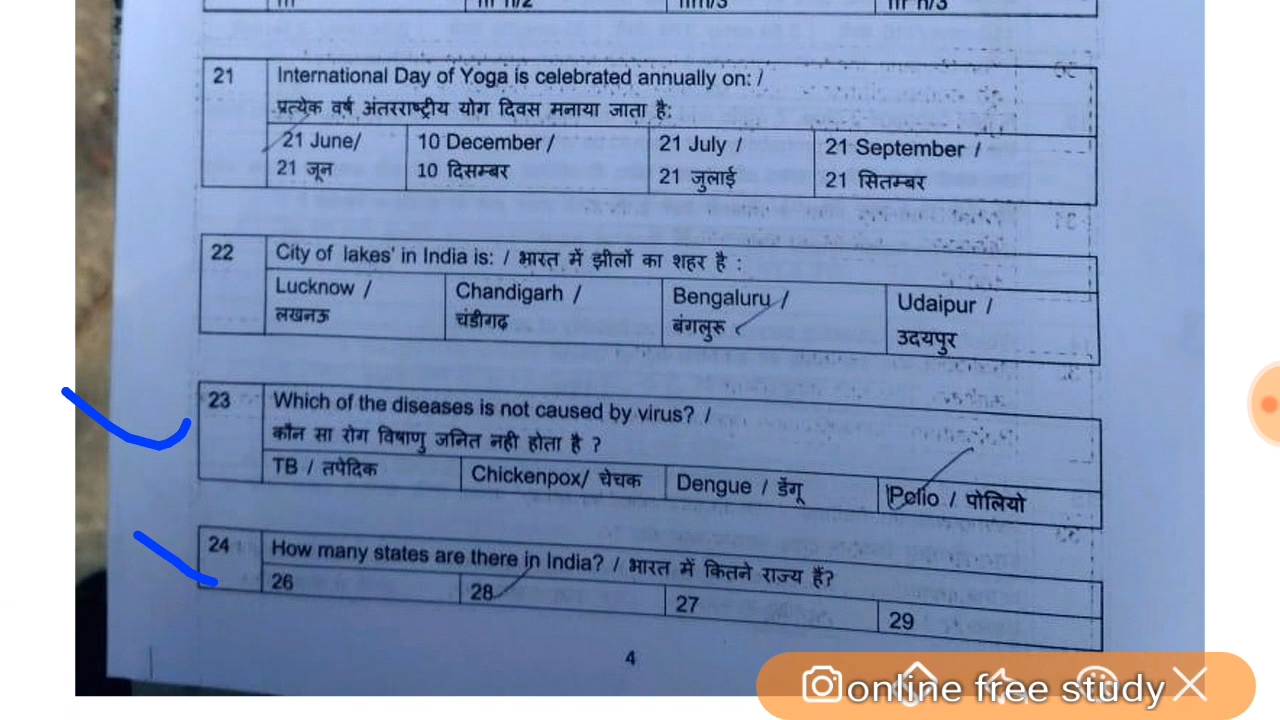 21 International Day of Yoga is celebrated annually on: /
प्रत्येक वर्ष अंतरराष्ट्रीय योग दिवस मनाया जाता है:
21 June/ 10 December / 21 July / 21 September /
21 जून 10 दिसम्बर 21 जुलाई 21 सितम्बर
22 City of lakes' in India is: / भारत में झीलों का शहर है :
Lucknow / Chandigarh / Bengaluru / Udaipur /
लखनऊ चंडीगढ़ बंगलुरू उदयपुर
23 Which of the diseases is not caused by virus? /
कौन सा रोग विषाणु जनित नही होता है ?
TB / तपेदिक Chickenpox/ चेचक Dengue / डेंगू Polio / पोलियो
24 How many states are there in India? / भारत में कितने राज्य हैं?
26 28 27 29
4
online free study